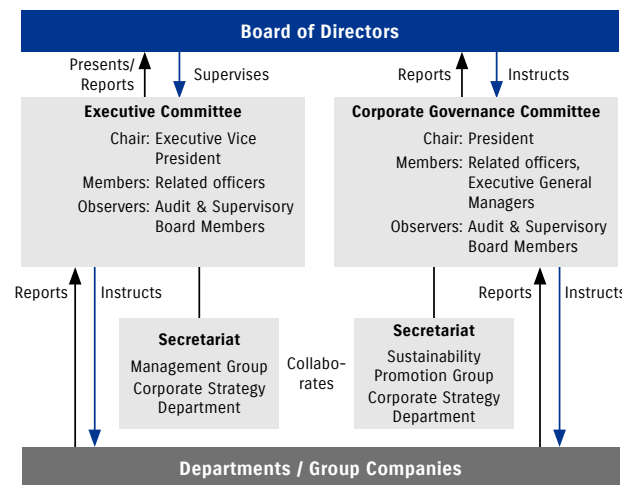 Board of Directors
Presents/
Reports
Supervises
Reports
Instructs
Executive Committee
Chair: Executive Vice
President
Members: Related officers
Observers: Audit & Supervisory
Board Members
Corporate Governance Committee
Chair: President
Members: Related officers,
Executive General
Managers
Observers: Audit & Supervisory
Board Members
Reports
Instructs
Reports
Instructs
Secretariat
Management Group
Corporate Strategy
Department
Collabo-
rates
Secretariat
Sustainability
Promotion Group
Corporate Strategy
Department
Departments / Group Companies